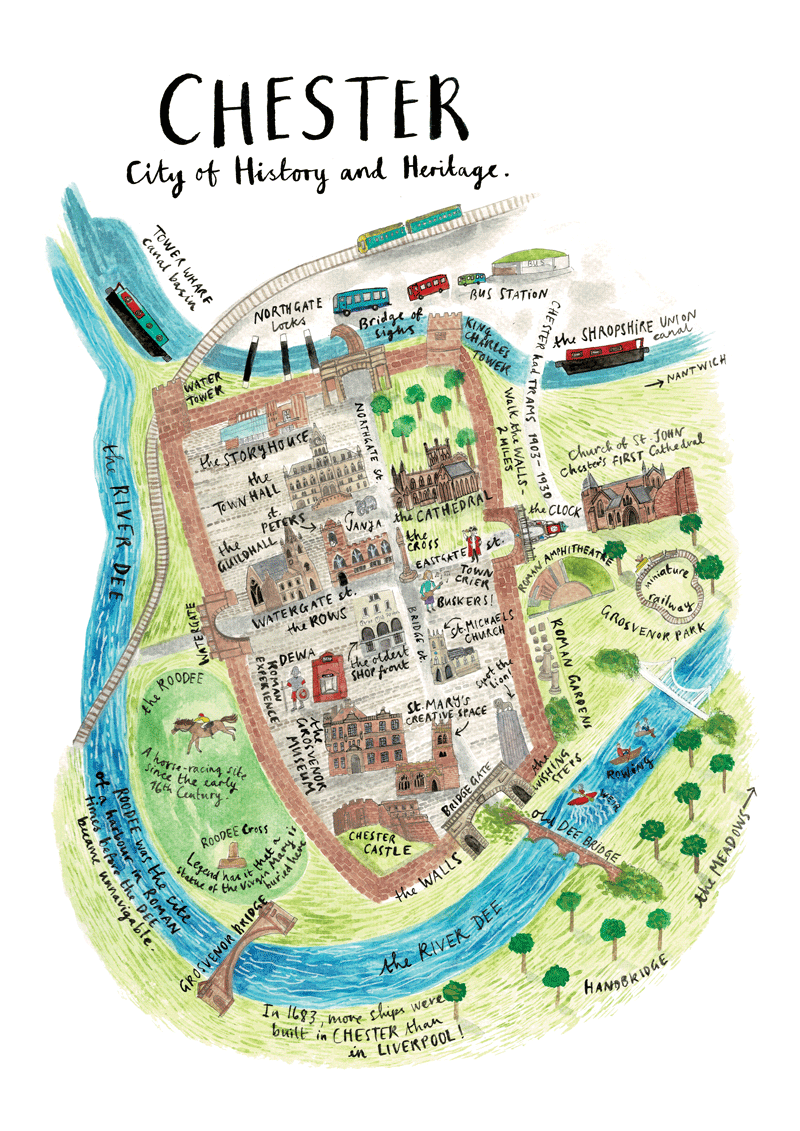 CHESTER
City of History and Heritage.
TOWER WHARF
canal basin
NORTHGATE
Locks
Bridge of
Sighs
BUS
BUS STATION
KING
CHARLES
TOWER
CHESTER had TRAMS 1903-1930
the SHROPSHIRE UNION
canal
→ NANTWICH
WATER
TOWER
the STORYHOUSE
NORTHGATE St.
Walk the WALLS -
2 MILES
Church of St. JOHN
Chester's FIRST Cathedral
the
TOWN HALL
St.
PETERS
JANYA
the CATHEDRAL
the CLOCK
the RIVER DEE
the
GUILDHALL
the
CROSS
EASTGATE St.
TOWN
CRIER
ROMAN AMPHITHEATRE
miniature
railway
GROSVENOR PARK
WATERGATE
WATERGATE St.
the ROWS
BUSKERS!
BRIDGE St.
St. MICHAELS
CHURCH
ROMAN GARDENS
DEWA
ROMAN
EXPERIENCE
the oldest
SHOP front
spot the
lion!
the ROODEE
A horse-racing site
since the early
16th Century.
the
GROSVENOR
MUSEUM
St. MARY'S
CREATIVE SPACE
ROODEE Cross
Legend has it that a
statue of the Virgin Mary is
buried here
ROODEE was the site
of a harbour in ROMAN
times before the DEE
became unnavigable.
BRIDGE GATE
the
WISHING
STEPS
ROWING
WEIR
Old DEE BRIDGE
CHESTER
CASTLE
the WALLS
the MEADOWS →
GROSVENOR BRIDGE
the RIVER DEE
HANDBRIDGE
In 1683, more ships were
built in CHESTER than
in LIVERPOOL!